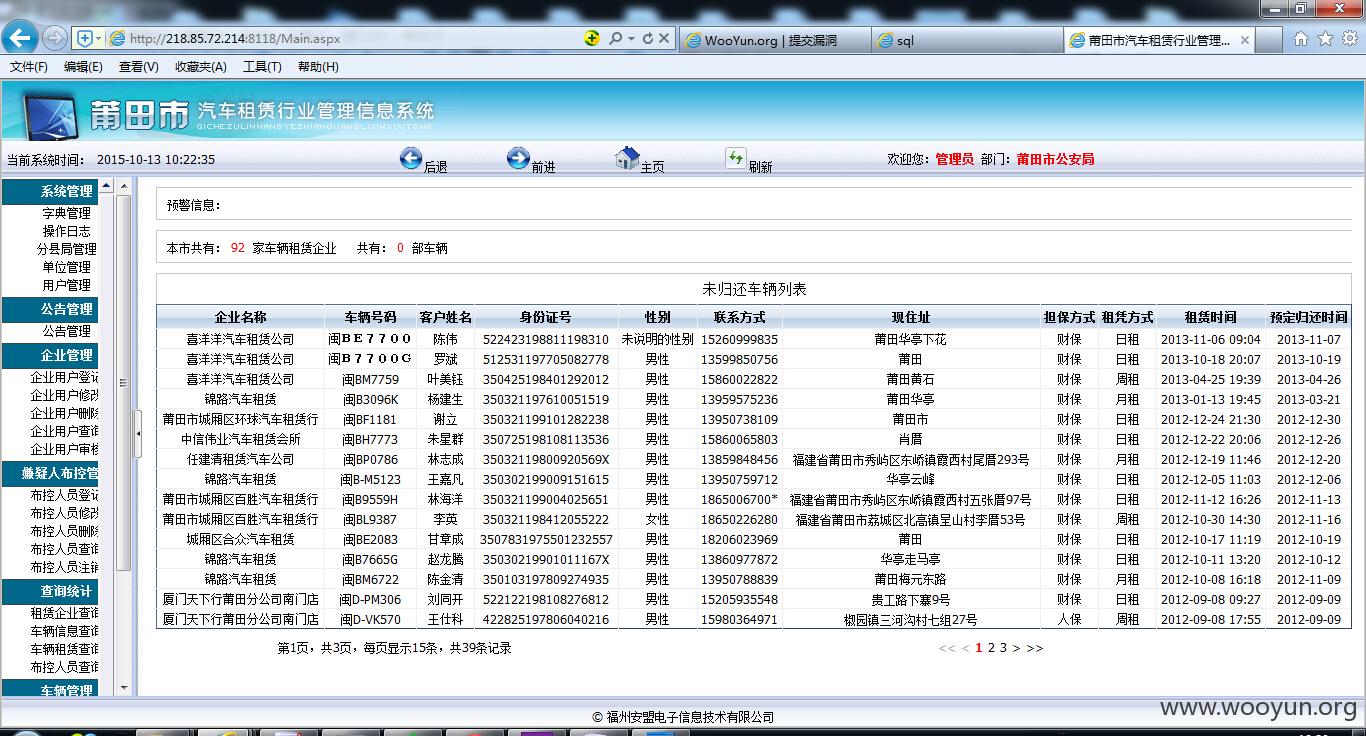 http://218.85.72.214:8118/Main.aspx
WooYun.org | 提交漏洞
sql
莆田市汽车租赁行业管理...
文件(F) 编辑(E) 查看(V) 收藏夹(A) 工具(T) 帮助(H)
莆田市 汽车租赁行业管理信息系统
QICHEZULINHANGYEZHIGUANGUANGLIXINXIXITONG
当前系统时间: 2015-10-13 10:22:35 后退 前进 主页 刷新 欢迎您: 管理员 部门: 莆田市公安局
系统管理
字典管理
操作日志
分县局管理
单位管理
用户管理
公告管理
公告管理
企业管理
企业用户登记
企业用户修改
企业用户删除
企业用户查询
企业用户审核
嫌疑人布控管
布控人员登记
布控人员修改
布控人员删除
布控人员查询
布控人员注销
查询统计
租赁企业查询
车辆信息查询
车辆租赁查询
布控人员查询
车辆管理
预警信息:
本市共有: 92 家车辆租赁企业 共有: 0 部车辆
未归还车辆列表
企业名称 车辆号码 客户姓名 身份证号 性别 联系方式 现住址 担保方式 租凭方式 租赁时间 预定归还时间
喜洋洋汽车租赁公司 闽BE7700 陈伟 522423198811198310 未说明的性别 15260999835 莆田华亭下花 财保 日租 2013-11-06 09:04 2013-11-07
喜洋洋汽车租赁公司 闽B7700G 罗斌 512531197705082778 男性 13599850756 莆田 财保 日租 2013-10-18 20:07 2013-10-19
喜洋洋汽车租赁公司 闽BM7759 叶美钰 350425198401292012 男性 15860022822 莆田黄石 财保 周租 2013-04-25 19:39 2013-04-26
锦路汽车租赁 闽B3096K 杨建生 350321197610051519 男性 13959575236 莆田华亭 财保 月租 2013-01-13 19:45 2013-03-21
莆田市城厢区环球汽车租赁行 闽BF1181 谢立 350321199101282238 男性 13950738109 莆田市 财保 日租 2012-12-24 21:30 2012-12-30
中信伟业汽车租赁会所 闽BH7773 朱星群 350725198108113536 男性 15860065803 肖厝 财保 日租 2012-12-22 20:06 2012-12-26
任建清租赁汽车公司 闽BP0786 林志成 35032119800920569X 男性 13859848456 福建省莆田市秀屿区东峤镇霞西村尾厝293号 财保 月租 2012-12-19 11:46 2012-12-20
锦路汽车租赁 闽B-M5123 王嘉凡 350302199009151615 男性 13950759712 华亭云峰 财保 日租 2012-12-05 11:03 2012-12-06
莆田市城厢区百胜汽车租赁行 闽B9559H 林海洋 350321199004025651 男性 1865006700* 福建省莆田市秀屿区东峤镇霞西村五张厝97号 财保 日租 2012-11-12 16:26 2012-11-13
莆田市城厢区百胜汽车租赁行 闽BL9387 李英 350321198412055222 女性 18650226280 福建省莆田市荔城区北高镇呈山村李厝53号 财保 周租 2012-10-30 14:30 2012-11-16
城厢区合众汽车租赁 闽BE2083 甘章成 3507831975501232557 男性 18206023969 莆田 财保 日租 2012-10-17 11:19 2012-10-19
锦路汽车租赁 闽B7665G 赵龙腾 35030219901011167X 男性 13860977872 华亭走马亭 财保 日租 2012-10-11 13:20 2012-10-12
锦路汽车租赁 闽BM6722 陈金清 350103197809274935 男性 13950788839 莆田梅元东路 财保 月租 2012-10-08 16:18 2012-11-09
厦门天下行莆田分公司南门店 闽D-PM306 刘同开 522122198108276812 男性 15205935548 贵工路下寨9号 财保 日租 2012-09-08 09:27 2012-09-09
厦门天下行莆田分公司南门店 闽D-VK570 王仕科 422825197806040216 男性 15980364971 椒园镇三河沟村七组27号 人保 周租 2012-09-08 17:55 2012-09-09
第1页，共3页，每页显示15条，共39条记录 << < 1 2 3 > >>
© 福州安盟电子信息技术有限公司
www.wooyun.org